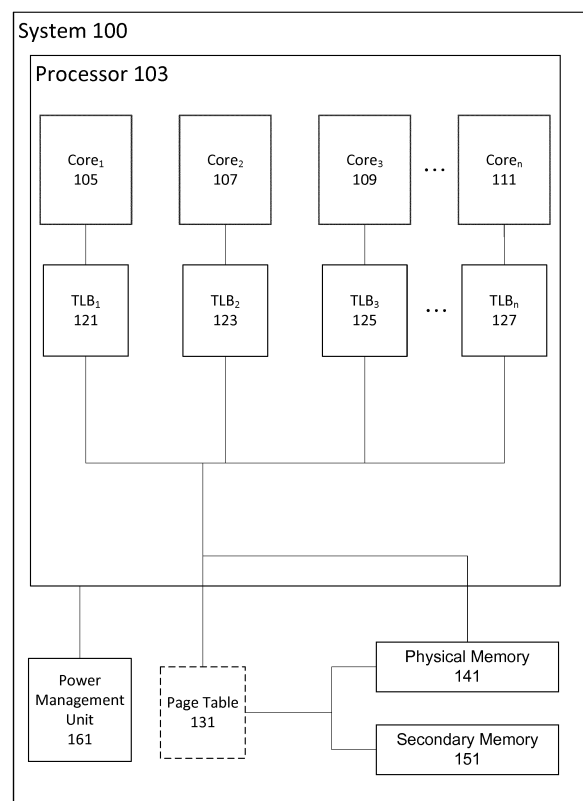 System 100
Processor 103
Core₁
105
Core₂
107
Core₃
109
...
Coreₙ
111
TLB₁
121
TLB₂
123
TLB₃
125
...
TLBₙ
127
Power
Management
Unit
161
Page Table
131
Physical Memory
141
Secondary Memory
151